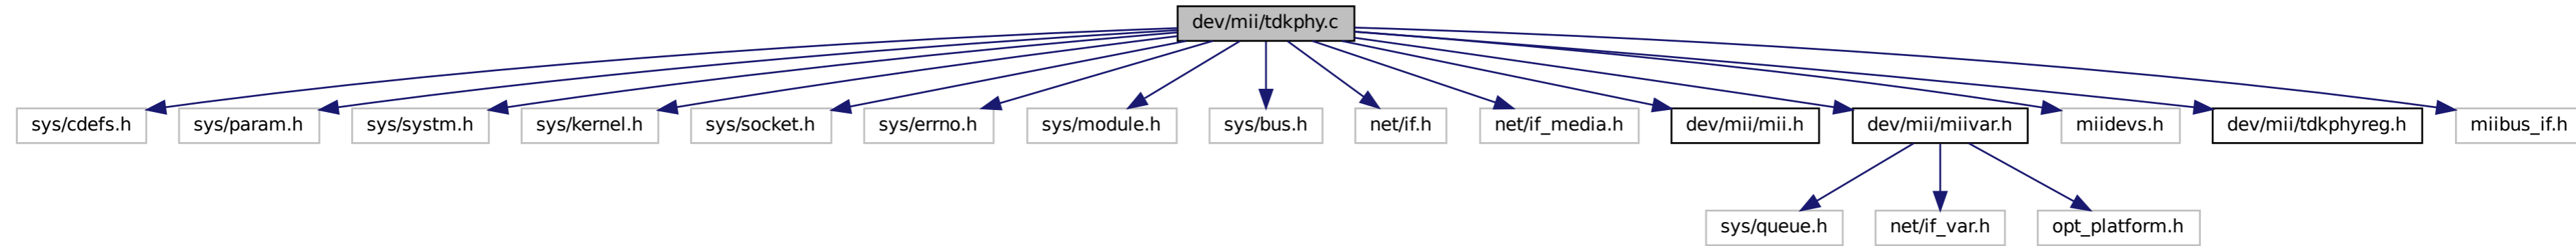 dev/mii/tdkphy.c
sys/cdefs.h
sys/param.h
sys/systm.h
sys/kernel.h
sys/socket.h
sys/errno.h
sys/module.h
sys/bus.h
net/if.h
net/if_media.h
dev/mii/mii.h
dev/mii/miivar.h
miidevs.h
dev/mii/tdkphyreg.h
miibus_if.h
sys/queue.h
net/if_var.h
opt_platform.h